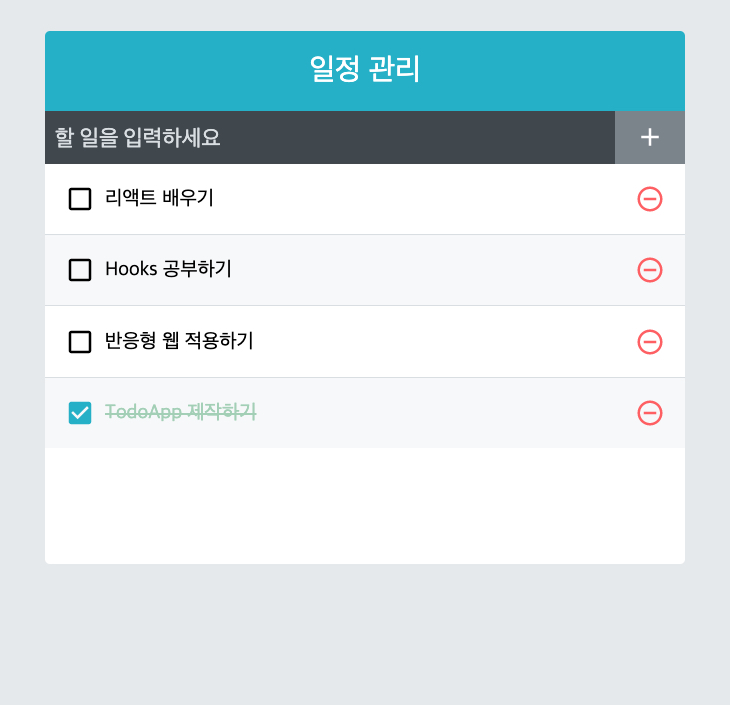 일정 관리
할 일을 입력하세요
리액트 배우기
Hooks 공부하기
반응형 웹 적용하기
TodoApp 제작하기